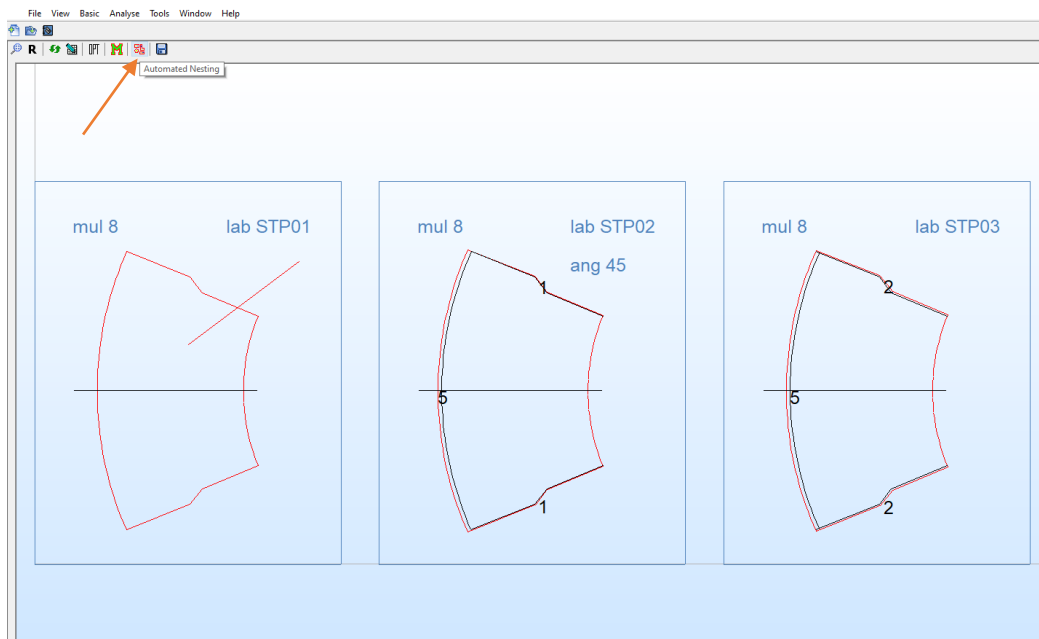 File View Basic Analyse Tools Window Help
R OPT M
Automated Nesting
mul 8 lab STP01
mul 8 lab STP02
ang 45
mul 8 lab STP03
1
5
1
2
5
2